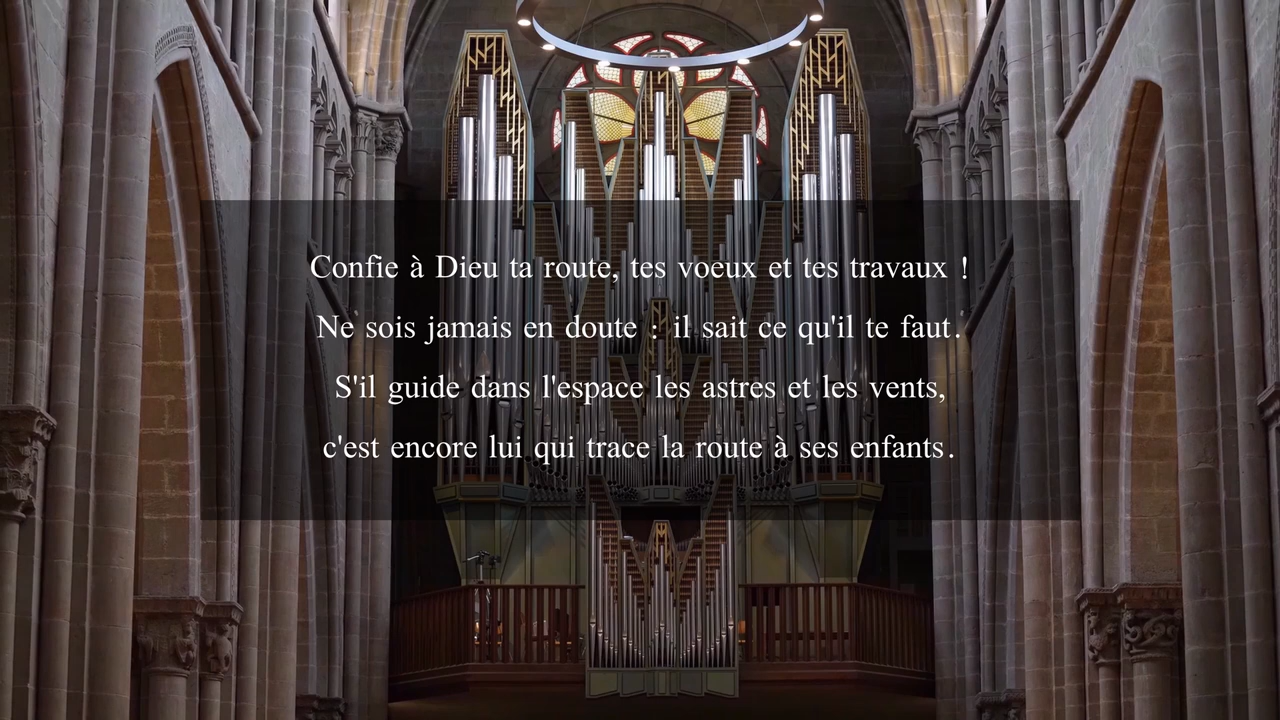 Confie à Dieu ta route, tes voeux et tes travaux !
Ne sois jamais en doute : il sait ce qu'il te faut.
S'il guide dans l'espace les astres et les vents,
c'est encore lui qui trace la route à ses enfants.